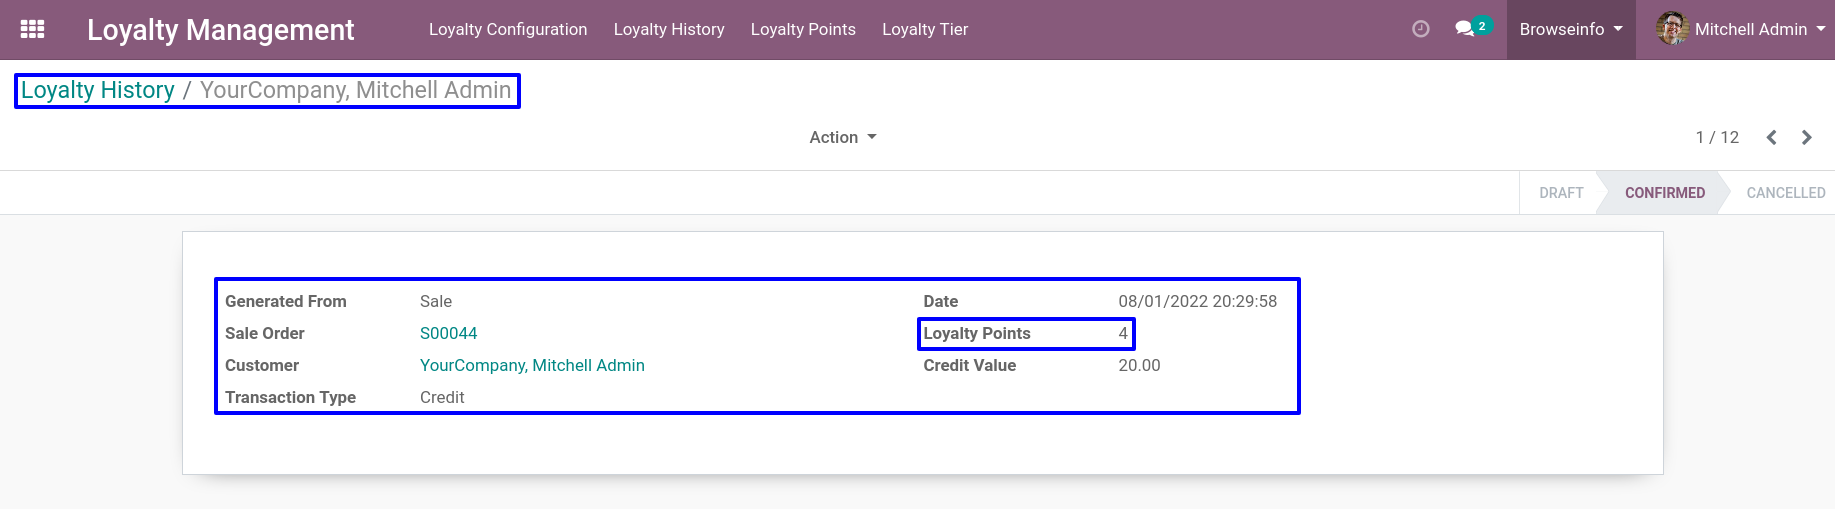 Loyalty Management Loyalty Configuration Loyalty History Loyalty Points Loyalty Tier 2 Browseinfo Mitchell Admin
Loyalty History / YourCompany, Mitchell Admin
Action 1 / 12
DRAFT CONFIRMED CANCELLED
Generated From Sale Date 08/01/2022 20:29:58
Sale Order S00044 Loyalty Points 4
Customer YourCompany, Mitchell Admin Credit Value 20.00
Transaction Type Credit